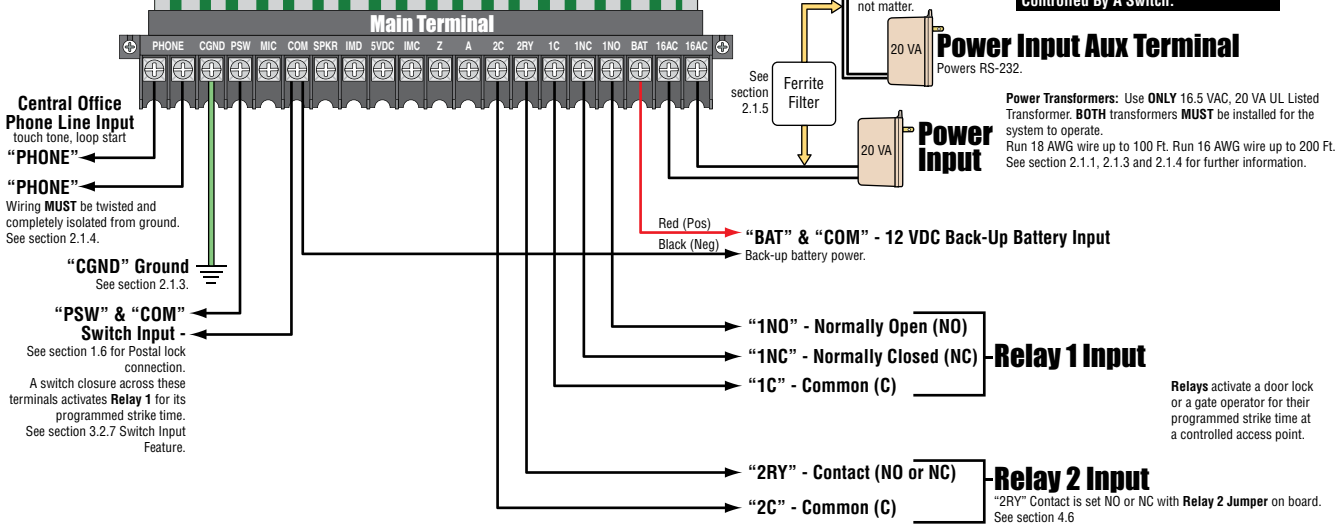 not matter.
Controlled By A Switch.
Main Terminal
PHONE CGND PSW MIC COM SPKR IMD 5VDC IMC Z A 2C 2RY 1C 1NC 1NO BAT 16AC 16AC
20 VA
Power Input Aux Terminal
Powers RS-232.
See
section
2.1.5
Ferrite
Filter
Power Transformers: Use ONLY 16.5 VAC, 20 VA UL Listed
Transformer. BOTH transformers MUST be installed for the
system to operate.
Run 18 AWG wire up to 100 Ft. Run 16 AWG wire up to 200 Ft.
See section 2.1.1, 2.1.3 and 2.1.4 for further information.
20 VA
Power
Input
Central Office
Phone Line Input
touch tone, loop start
“PHONE”
“PHONE”
Wiring MUST be twisted and
completely isolated from ground.
See section 2.1.4.
“CGND” Ground
See section 2.1.3.
“PSW” & “COM”
Switch Input -
See section 1.6 for Postal lock
connection.
A switch closure across these
terminals activates Relay 1 for its
programmed strike time.
See section 3.2.7 Switch Input
Feature.
Red (Pos)
Black (Neg)
“BAT” & “COM” - 12 VDC Back-Up Battery Input
Back-up battery power.
“1NO” - Normally Open (NO)
“1NC” - Normally Closed (NC)
“1C” - Common (C)
Relay 1 Input
Relays activate a door lock
or a gate operator for their
programmed strike time at
a controlled access point.
“2RY” - Contact (NO or NC)
“2C” - Common (C)
Relay 2 Input
“2RY” Contact is set NO or NC with Relay 2 Jumper on board.
See section 4.6